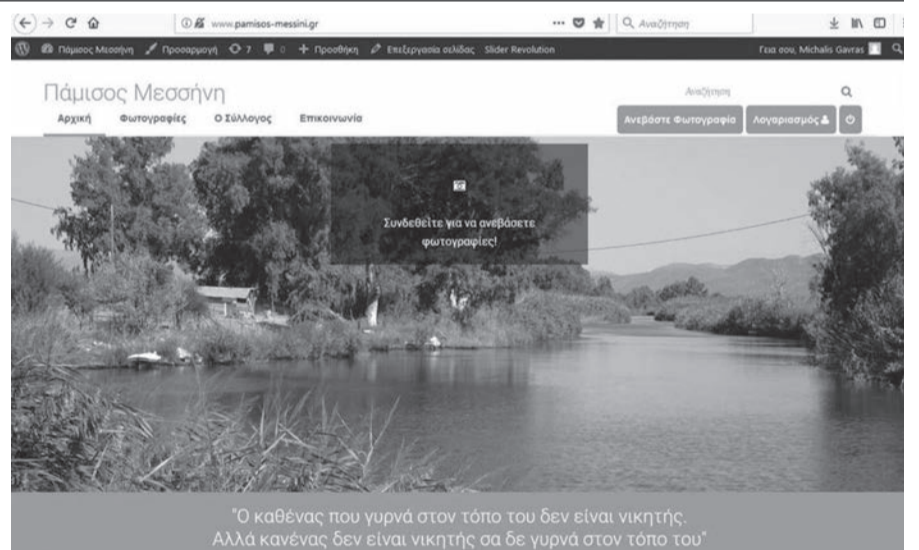 www.pamisos-messini.gr
Αναζήτηση
Πάμισος Μεσσήνη Προσαρμογή 7 0 Προσθήκη Επεξεργασία σελίδας Slider Revolution Γεια σου, Michalis Gavras
Πάμισος Μεσσήνη
Αναζήτηση
Αρχική Φωτογραφίες Ο Σύλλογος Επικοινωνία
Ανεβάστε Φωτογραφία Λογαριασμός
Συνδεθείτε για να ανεβάσετε
φωτογραφίες!
"Ο καθένας που γυρνά στον τόπο του δεν είναι νικητής.
Αλλά κανένας δεν είναι νικητής σα δε γυρνά στον τόπο του"